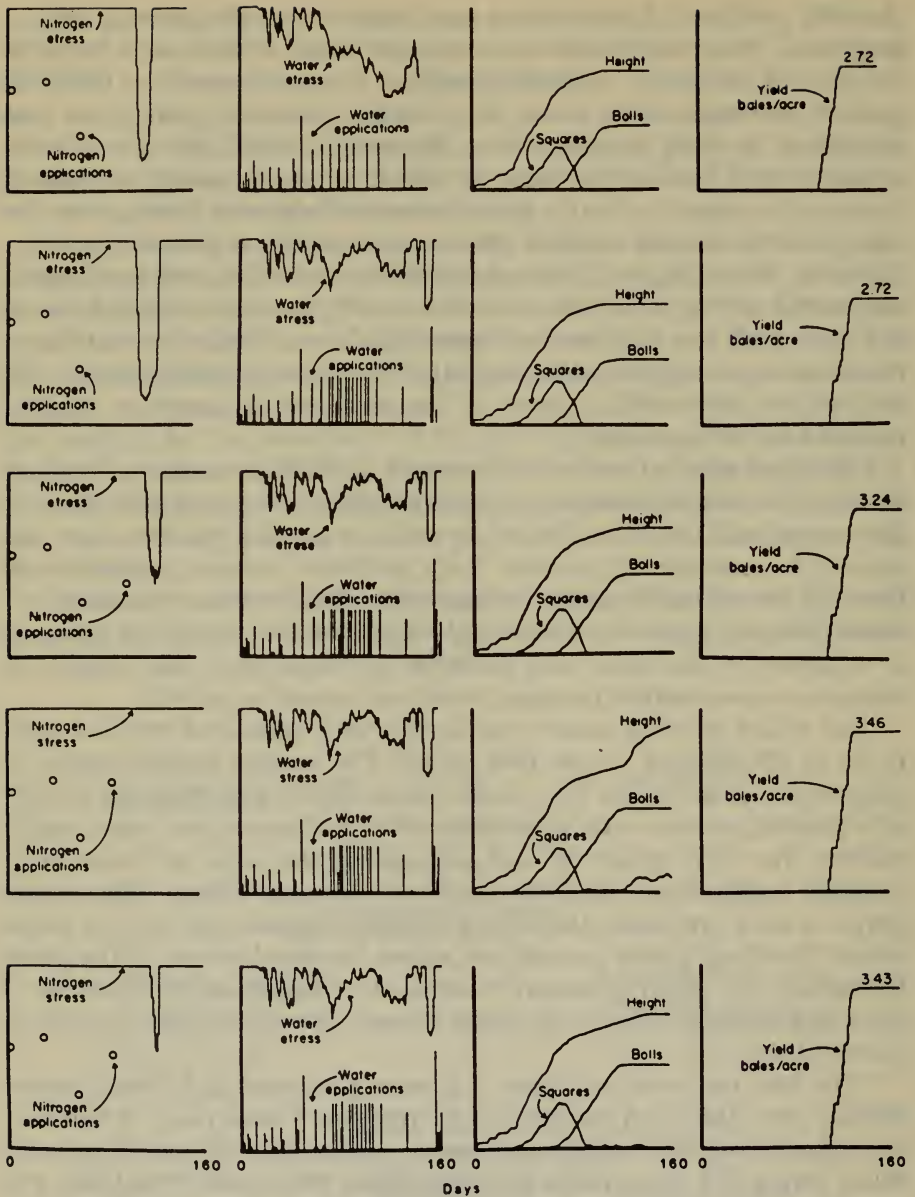 Nitrogen
stress
Nitrogen
applications
Water
stress
Water
applications
Height
Bolls
Squares
Yield
bales/acre
2.72
Nitrogen
stress
Nitrogen
applications
Water
stress
Water
applications
Height
Bolls
Squares
Yield
bales/acre
2.72
Nitrogen
stress
Nitrogen
applications
Water
stress
Water
applications
Height
Bolls
Squares
Yield
bales/acre
3.24
Nitrogen
stress
Nitrogen
applications
Water
stress
Water
applications
Height
Bolls
Squares
Yield
bales/acre
3.46
Nitrogen
stress
Nitrogen
applications
Water
stress
Water
applications
Height
Bolls
Squares
Yield
bales/acre
3.43
0 160 0 160 0 160 0 160
Days